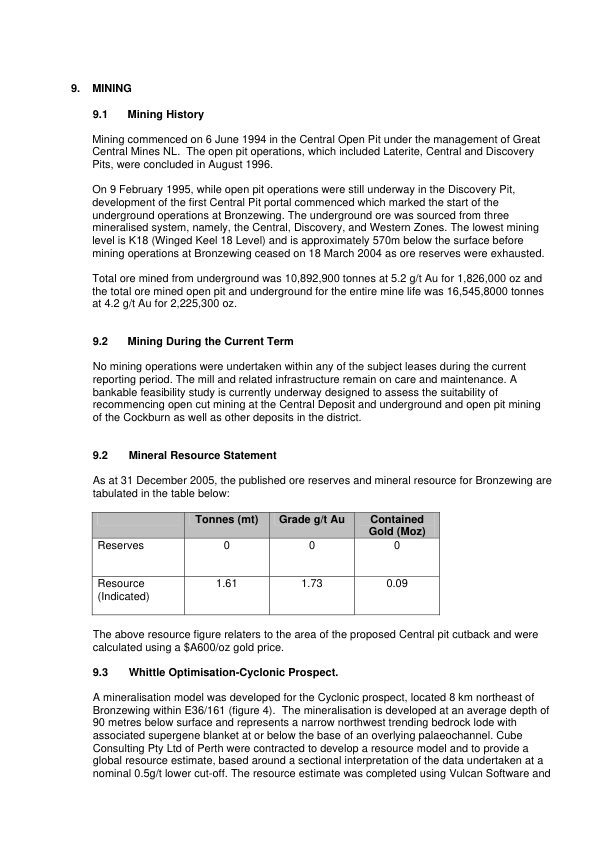 9. MINING
9.1 Mining History
Mining commenced on 6 June 1994 in the Central Open Pit under the management of Great
Central Mines NL. The open pit operations, which included Laterite, Central and Discovery
Pits, were concluded in August 1996.
On 9 February 1995, while open pit operations were still underway in the Discovery Pit,
development of the first Central Pit portal commenced which marked the start of the
underground operations at Bronzewing. The underground ore was sourced from three
mineralised system, namely, the Central, Discovery, and Western Zones. The lowest mining
level is K18 (Winged Keel 18 Level) and is approximately 570m below the surface before
mining operations at Bronzewing ceased on 18 March 2004 as ore reserves were exhausted.
Total ore mined from underground was 10,892,900 tonnes at 5.2 g/t Au for 1,826,000 oz and
the total ore mined open pit and underground for the entire mine life was 16,545,8000 tonnes
at 4.2 g/t Au for 2,225,300 oz.
9.2 Mining During the Current Term
No mining operations were undertaken within any of the subject leases during the current
reporting period. The mill and related infrastructure remain on care and maintenance. A
bankable feasibility study is currently underway designed to assess the suitability of
recommencing open cut mining at the Central Deposit and underground and open pit mining
of the Cockburn as well as other deposits in the district.
9.2 Mineral Resource Statement
As at 31 December 2005, the published ore reserves and mineral resource for Bronzewing are
tabulated in the table below:
Tonnes (mt) Grade g/t Au Contained
Gold (Moz)
Reserves 0 0 0
Resource 1.61 1.73 0.09
(Indicated)
The above resource figure relaters to the area of the proposed Central pit cutback and were
calculated using a $A600/oz gold price.
9.3 Whittle Optimisation-Cyclonic Prospect.
A mineralisation model was developed for the Cyclonic prospect, located 8 km northeast of
Bronzewing within E36/161 (figure 4). The mineralisation is developed at an average depth of
90 metres below surface and represents a narrow northwest trending bedrock lode with
associated supergene blanket at or below the base of an overlying palaeochannel. Cube
Consulting Pty Ltd of Perth were contracted to develop a resource model and to provide a
global resource estimate, based around a sectional interpretation of the data undertaken at a
nominal 0.5g/t lower cut-off. The resource estimate was completed using Vulcan Software and